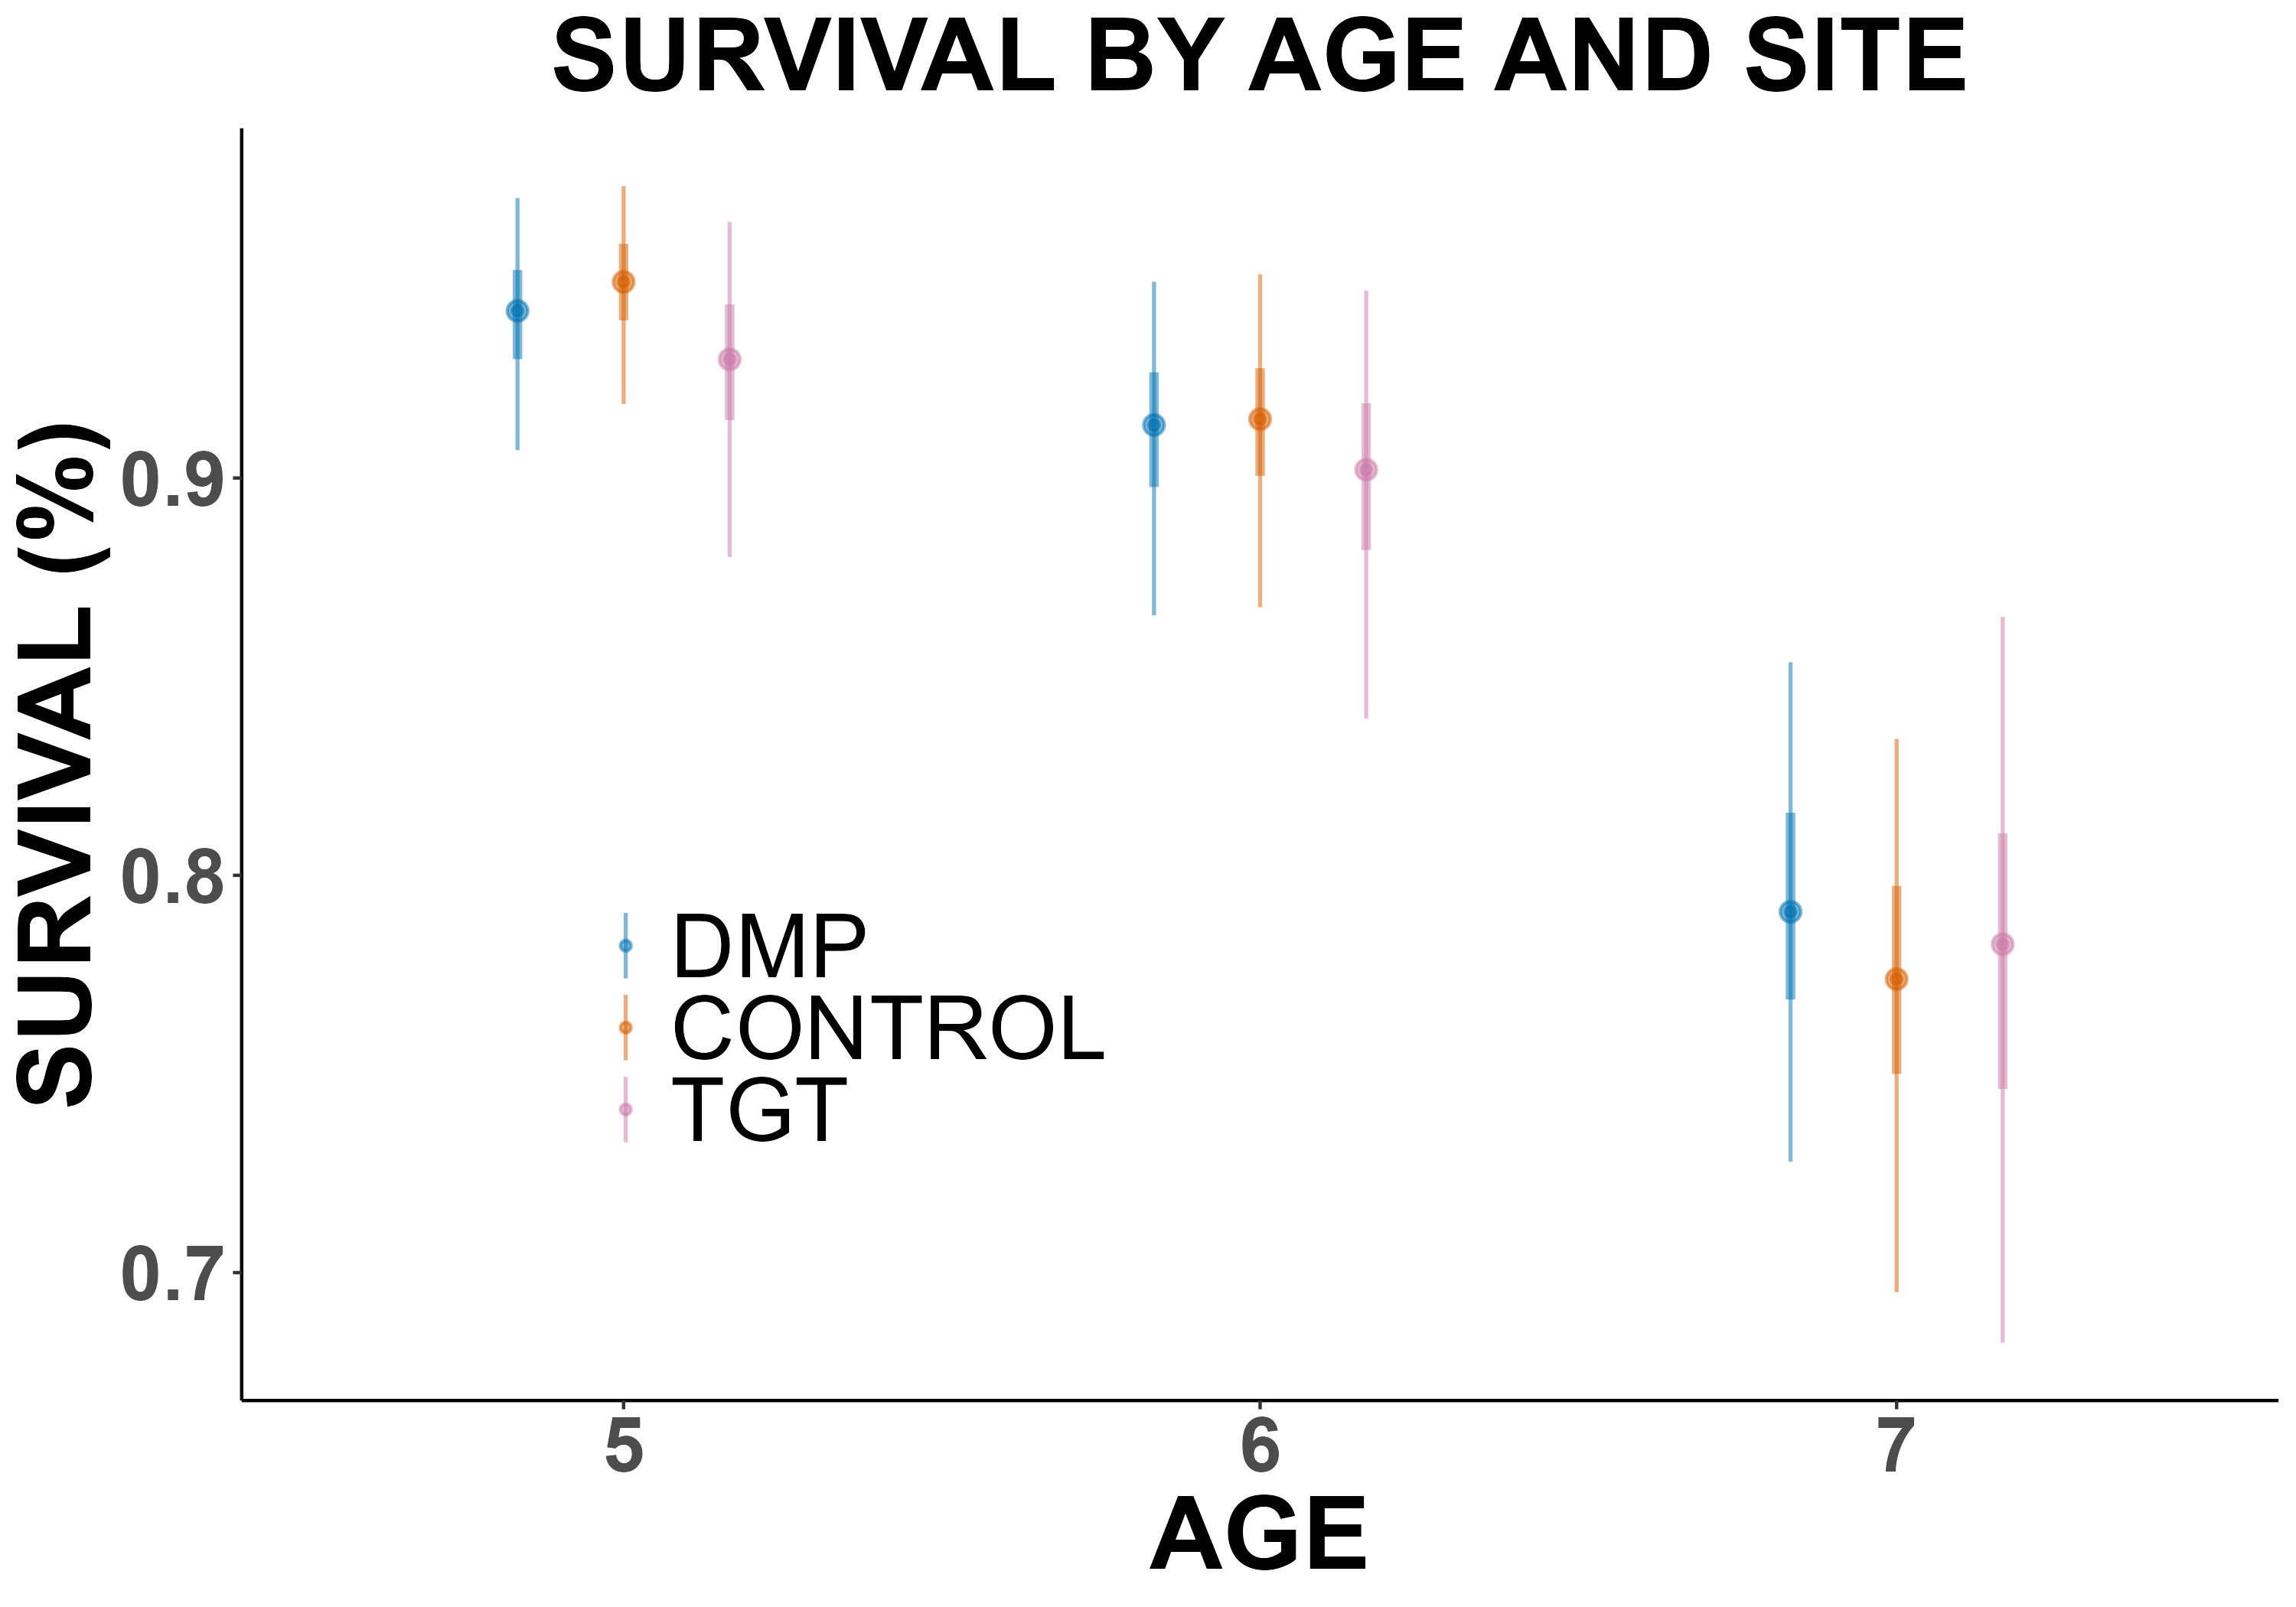 SURVIVAL BY AGE AND SITE
SURVIVAL (%)
0.9
0.8
0.7
DMP
CONTROL
TGT
5 6 7
AGE